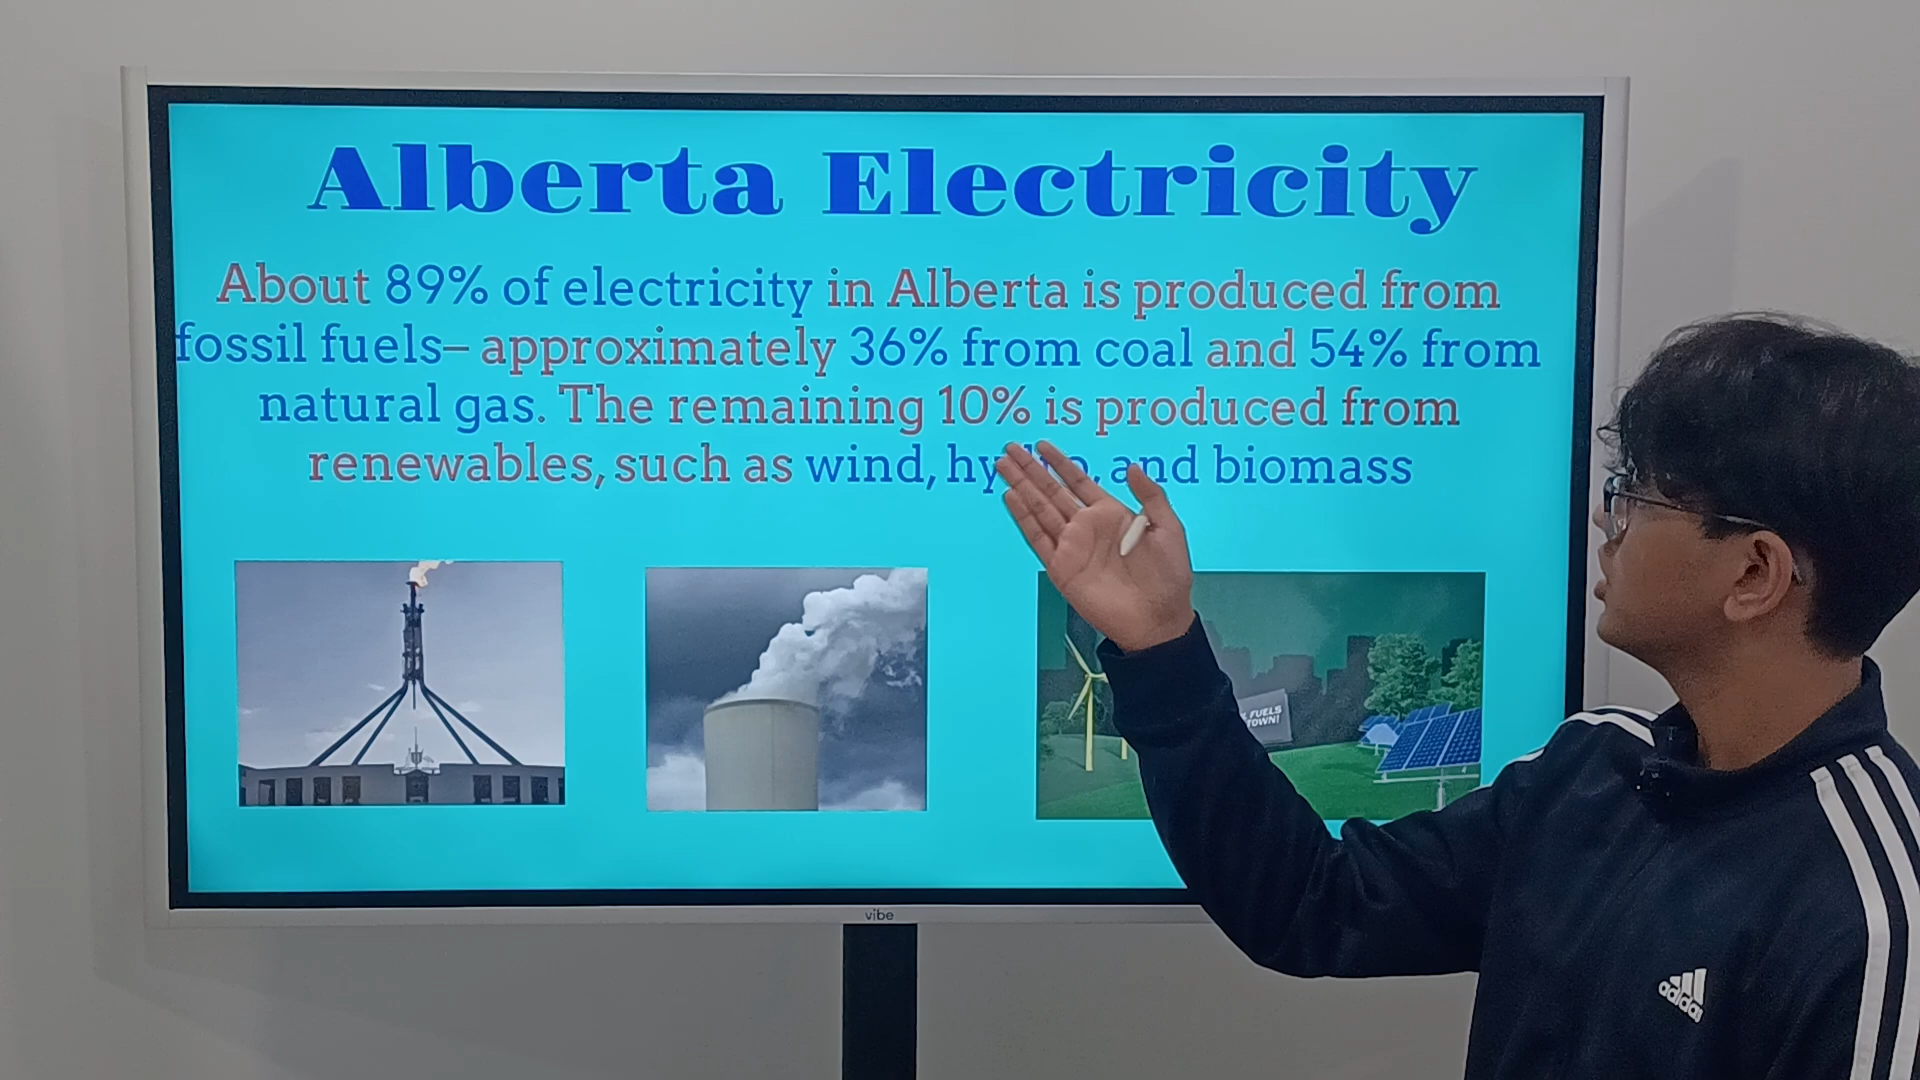 Alberta Electricity
About 89% of electricity in Alberta is produced from
fossil fuels– approximately 36% from coal and 54% from
natural gas. The remaining 10% is produced from
renewables, such as wind, hydro, and biomass
FUELS
TOWN!
vibe
adidas